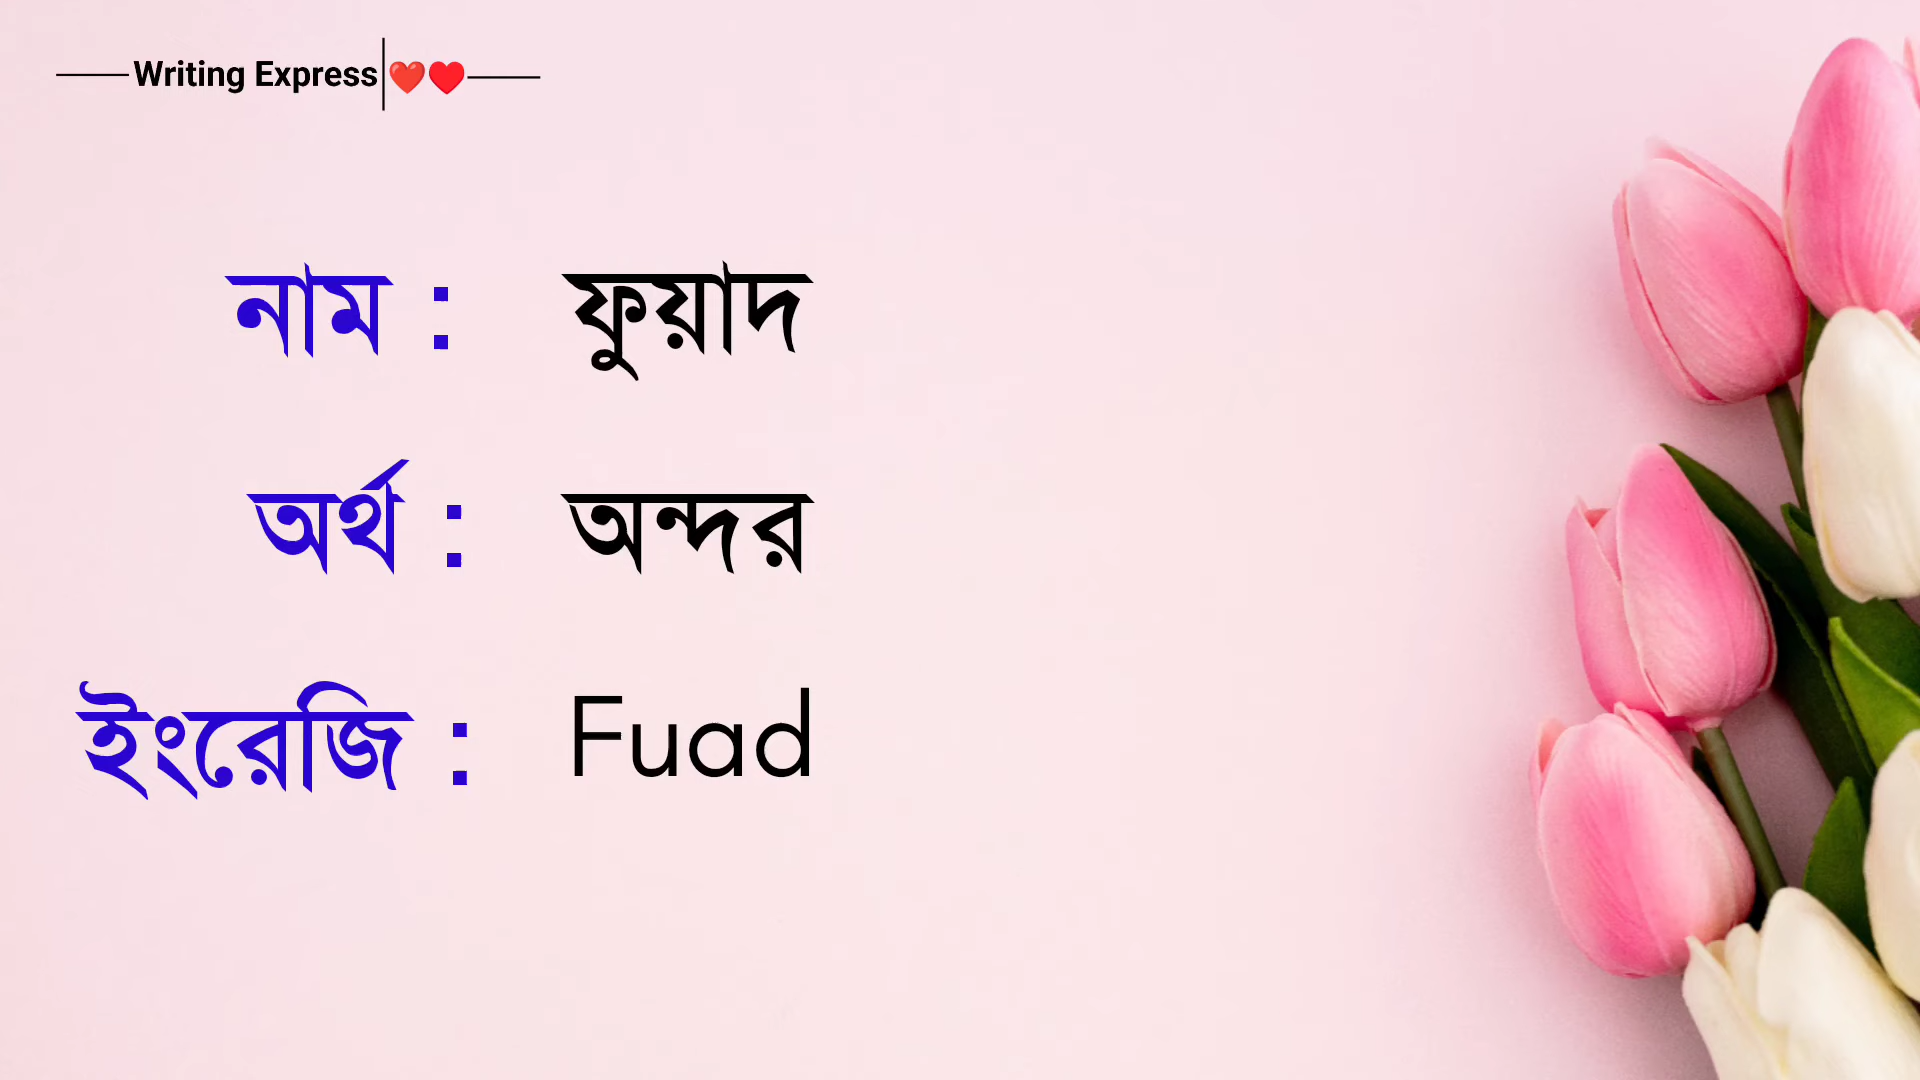 Writing Express ❤️♥️
নাম : ফুয়াদ
অর্থ : অন্দর
ইংরেজি : Fuad